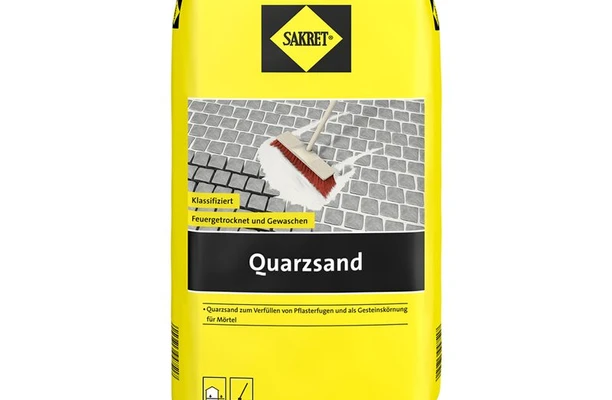 SAKRET®
Klassifiziert
Feuergetrocknet und Gewaschen
Quarzsand
• Quarzsand zum Verfüllen von Pflasterfugen und als Gesteinskörnung
für Mörtel